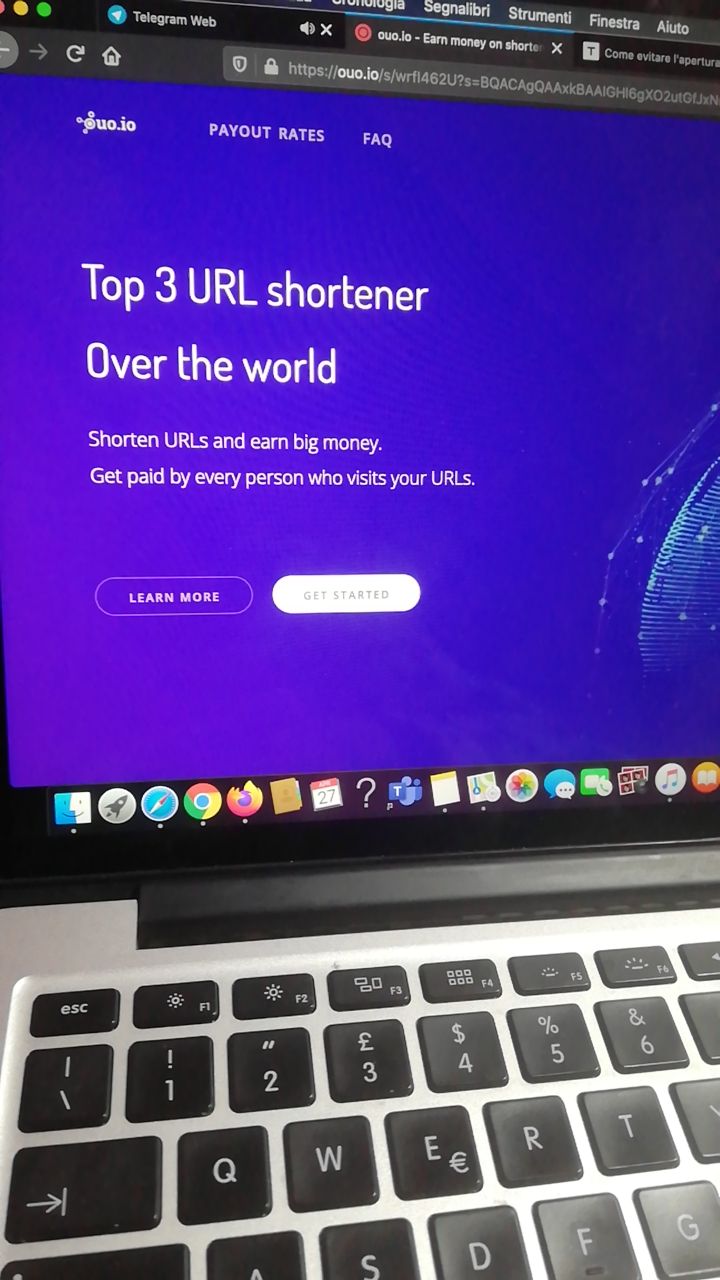 Cronologia Segnalibri Strumenti Finestra Aiuto
Telegram Web
ouo.io - Earn money on shorte
Come evitare l'apertura
https://ouo.io/s/wrfl462U?s=
ouo.io
PAYOUT RATES
FAQ
Top 3 URL shortener
Over the world
Shorten URLs and earn big money.
Get paid by every person who visits your URLs.
LEARN MORE
GET STARTED
27
esc F1 F2 F3 F4 F5 F6
| ! " £ $ % &
\ 1 2 3 4 5 6
Q W E € R T
A S D F G